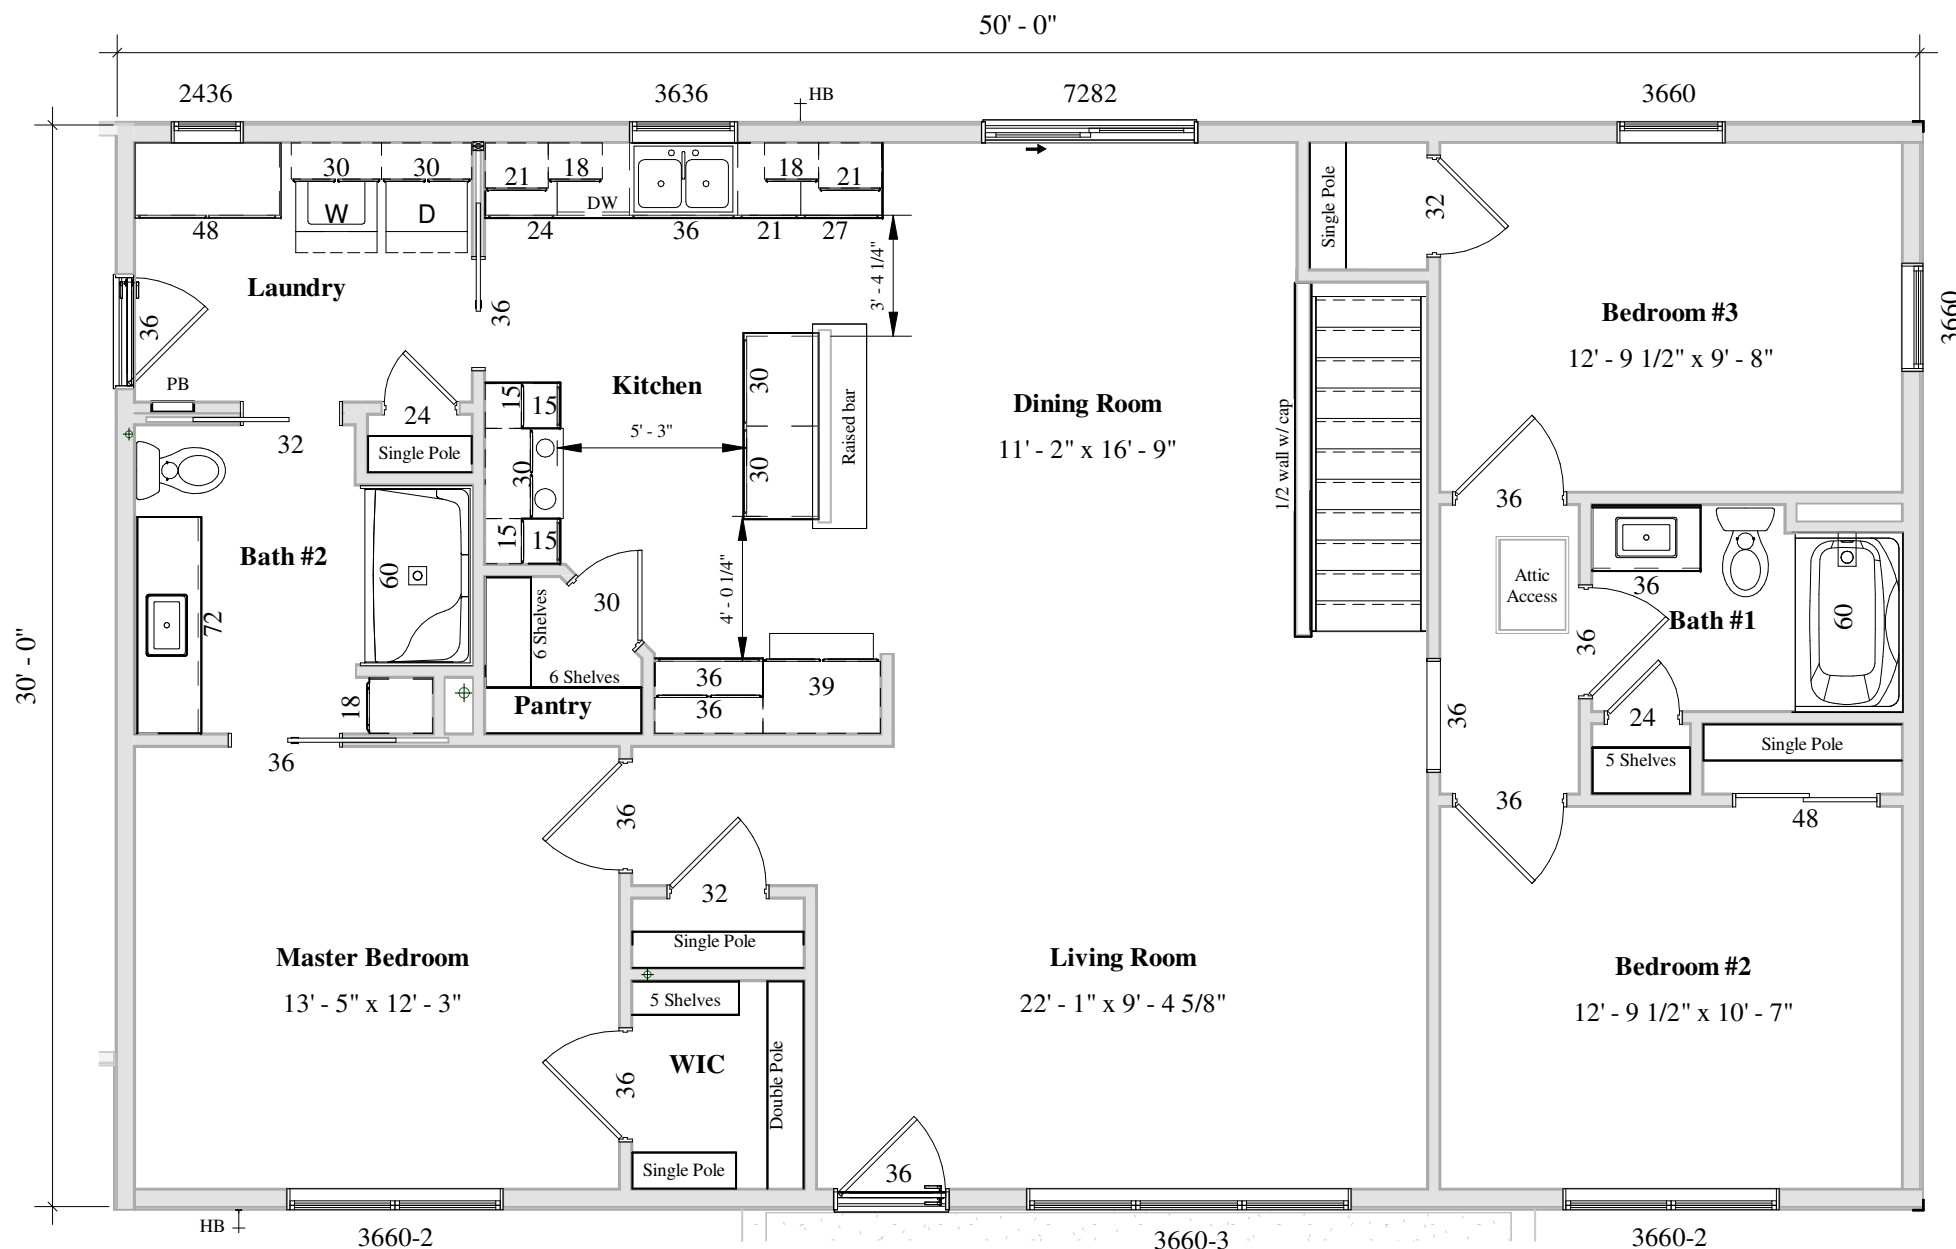 50' - 0"
2436
3636
HB
7282
3660
30
30
21
18
18
21
W
D
DW
48
24
36
21
27
Single Pole
32
3' - 4 1/4"
Laundry
36
36
Bedroom #3
12' - 9 1/2" x 9' - 8"
3660
PB
24
32
Single Pole
15
15
Kitchen
5' - 3"
30
30
30
Raised bar
Dining Room
11' - 2" x 16' - 9"
1/2 wall w/ cap
36
15
15
Bath #2
60
72
30
6 Shelves
6 Shelves
Pantry
4' - 0 1/4"
Attic
Access
36
36
Bath #1
60
30' - 0"
18
36
36
36
39
36
24
5 Shelves
Single Pole
36
48
36
32
Single Pole
Master Bedroom
13' - 5" x 12' - 3"
5 Shelves
WIC
36
Double Pole
Single Pole
Living Room
22' - 1" x 9' - 4 5/8"
Bedroom #2
12' - 9 1/2" x 10' - 7"
36
HB
3660-2
3660-3
3660-2